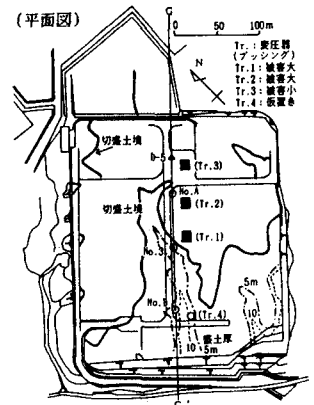 (平面図)
G
0 50 100m
Tr.:変圧器
(ブッシング)
Tr.1:被害大
Tr.2:被害大
Tr.3:被害小
Tr.4:仮置き
N
切盛土境
b-5
(Tr.3)
No.A
切盛土境
(Tr.2)
(Tr.1)
No.3
5m
10
No.B
(Tr.4)
盛土厚
10
5m